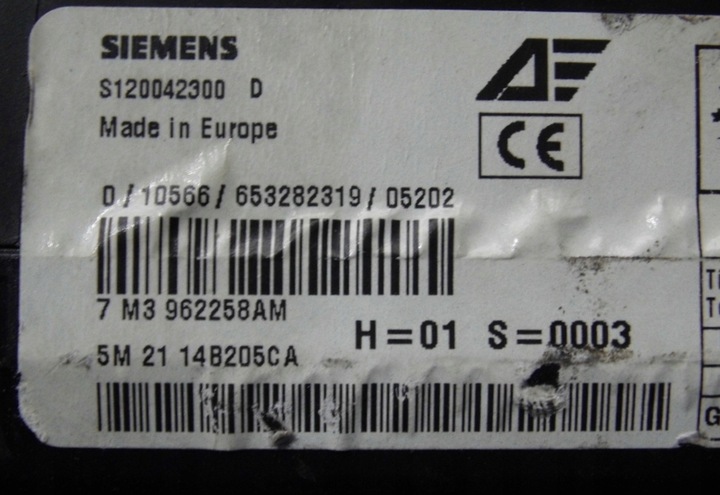 SIEMENS
S120042300 D
Made in Europe
CE
0/10566/653282319/05202
7 M3 962258AM
H=01 S=0003
5M 21 14B205CA